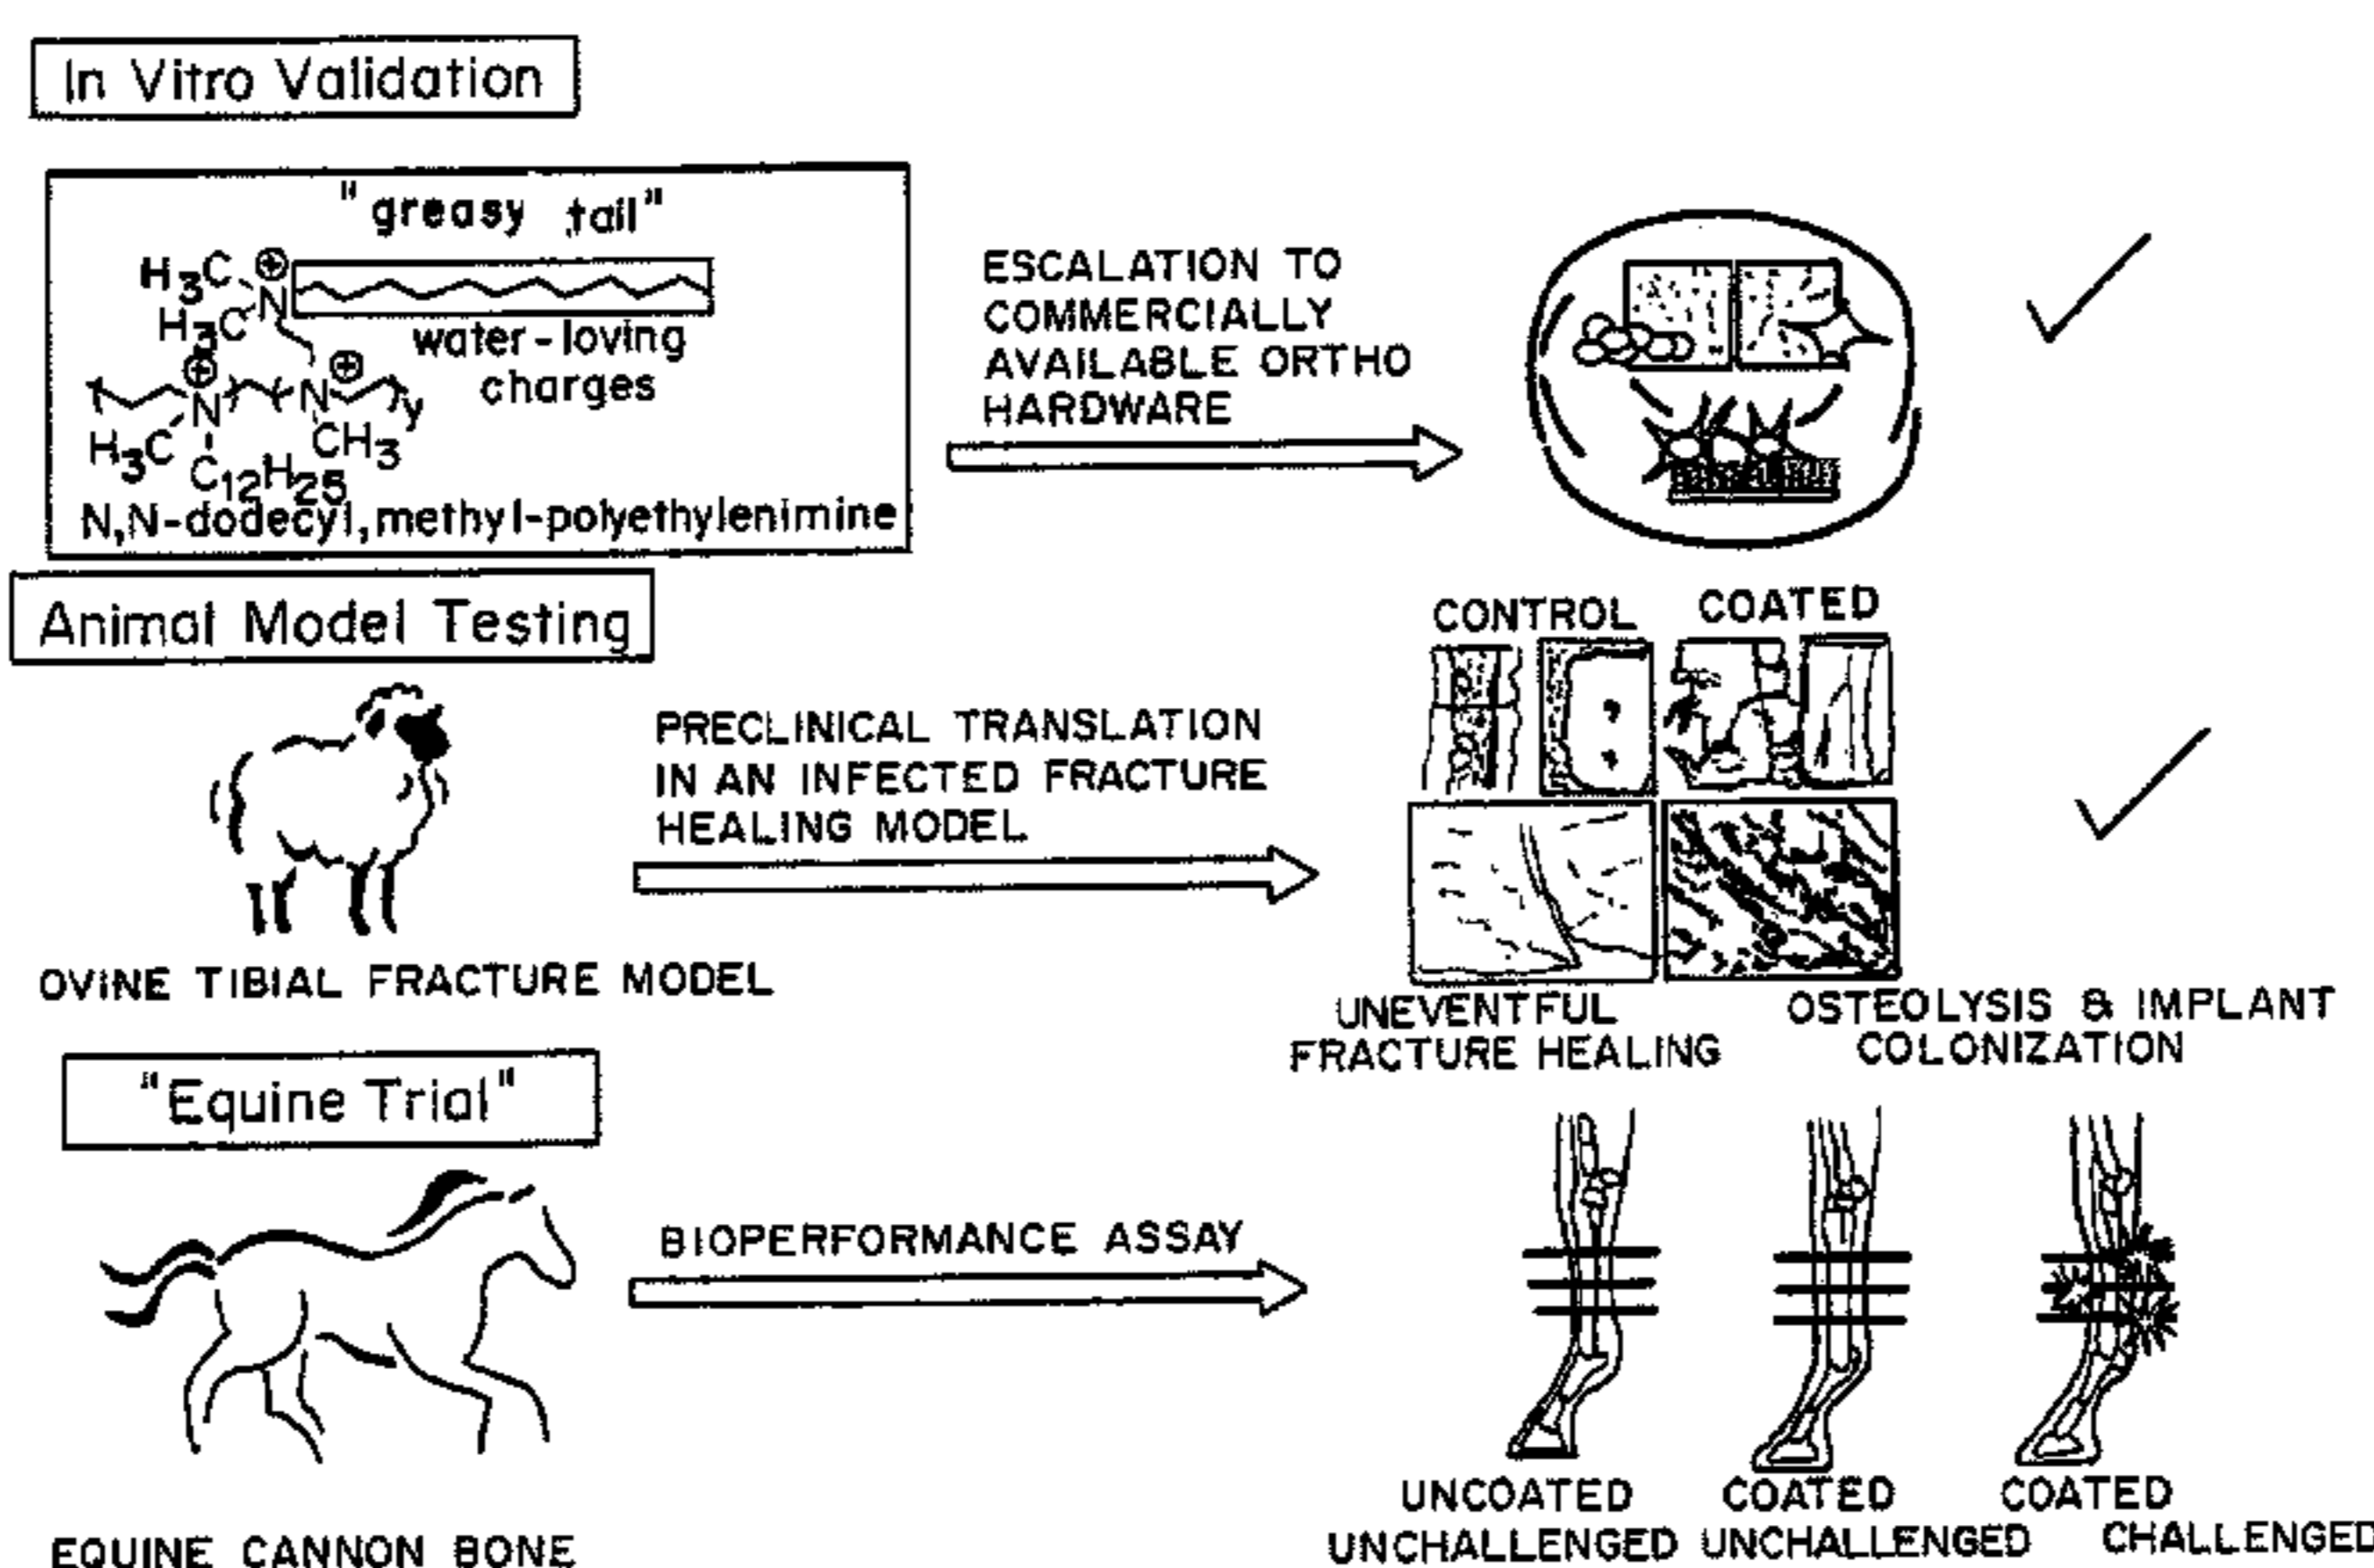 In Vitro Validation
"greasy tail"
H3C ⊕
N
H3C
water-loving
charges
⊕ ⊕
N N y
H3C CH3
C12H25
N,N-dodecyl, methyl-polyethylenimine
ESCALATION TO
COMMERCIALLY
AVAILABLE ORTHO
HARDWARE
Animal Model Testing
OVINE TIBIAL FRACTURE MODEL
PRECLINICAL TRANSLATION
IN AN INFECTED FRACTURE
HEALING MODEL
CONTROL COATED
UNEVENTFUL
FRACTURE HEALING
OSTEOLYSIS & IMPLANT
COLONIZATION
"Equine Trial"
EQUINE CANNON BONE
BIOPERFORMANCE ASSAY
UNCOATED
UNCHALLENGED
COATED
UNCHALLENGED
COATED
CHALLENGED